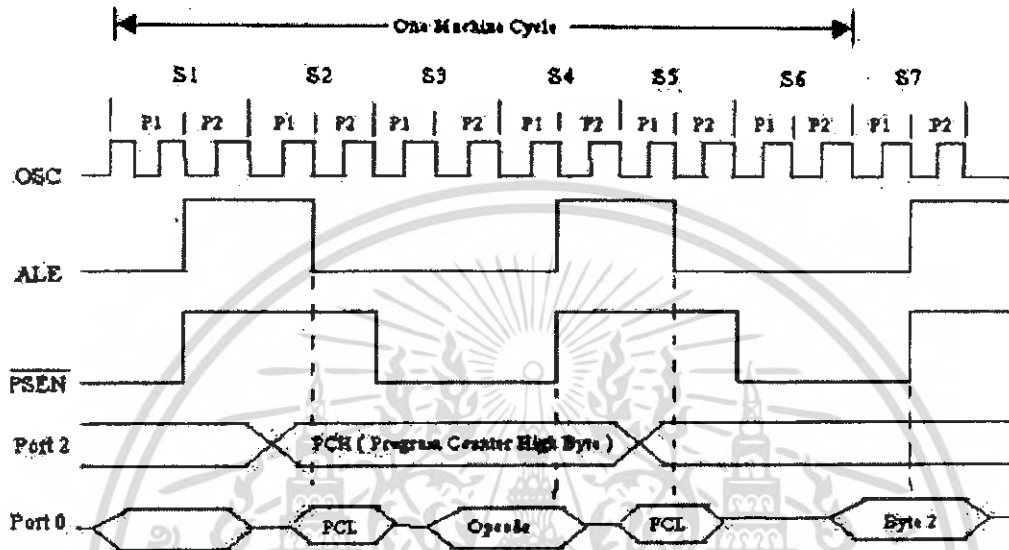 One Machine Cycle
S1 S2 S3 S4 S5 S6 S7
P1 P2 P1 P2 P1 P2 P1 P2 P1 P2 P1 P2 P1 P2
OSC
ALE
PSEN
Port 2 PCH ( Program Counter High Byte )
Port 0 PCL Opcode PCL Byte 2